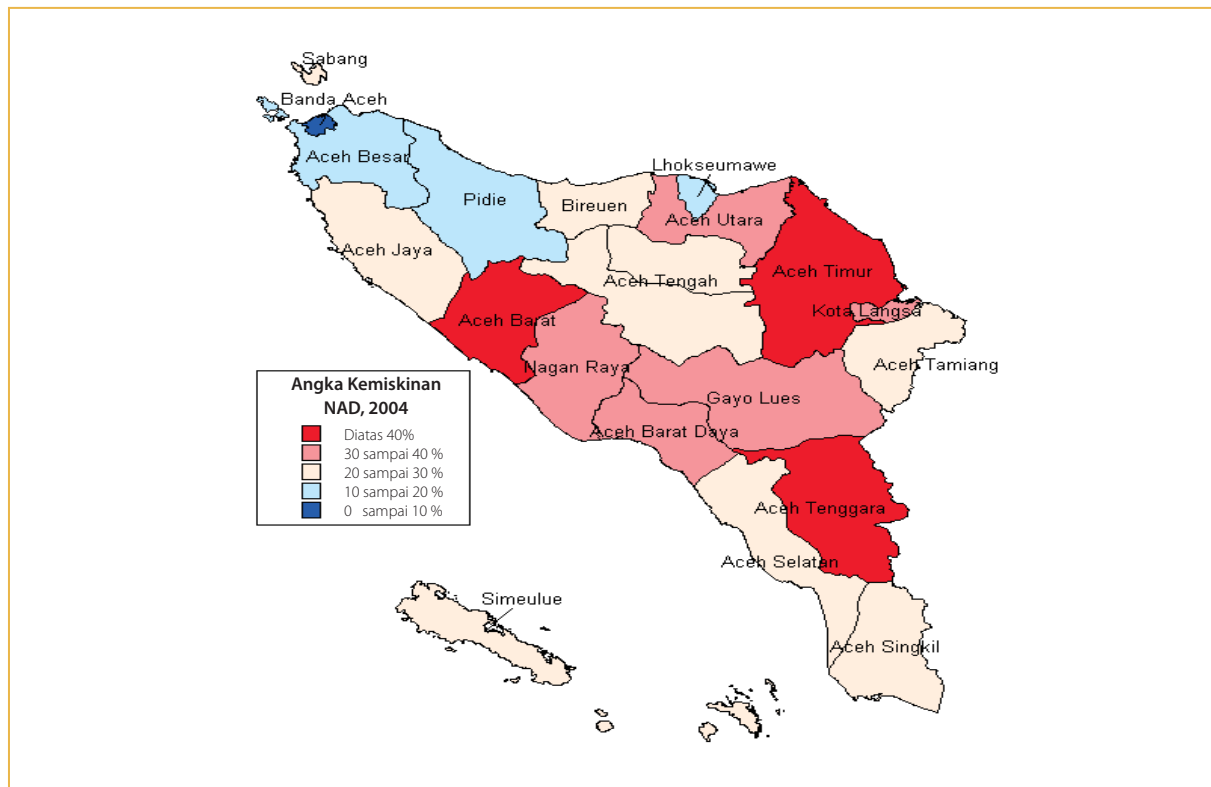 Sabang
Banda Aceh
Aceh Besar
Lhokseumawe
Pidie
Bireuen
Aceh Utara
Aceh Jaya
Aceh Timur
Aceh Tengah
Kota Langsa
Aceh Barat
Aceh Tamiang
Nagan Raya
Gayo Lues
Aceh Barat Daya
Aceh Tenggara
Aceh Selatan
Simeulue
Aceh Singkil
Angka Kemiskinan
NAD, 2004
Diatas 40%
30 sampai 40 %
20 sampai 30 %
10 sampai 20 %
0 sampai 10 %